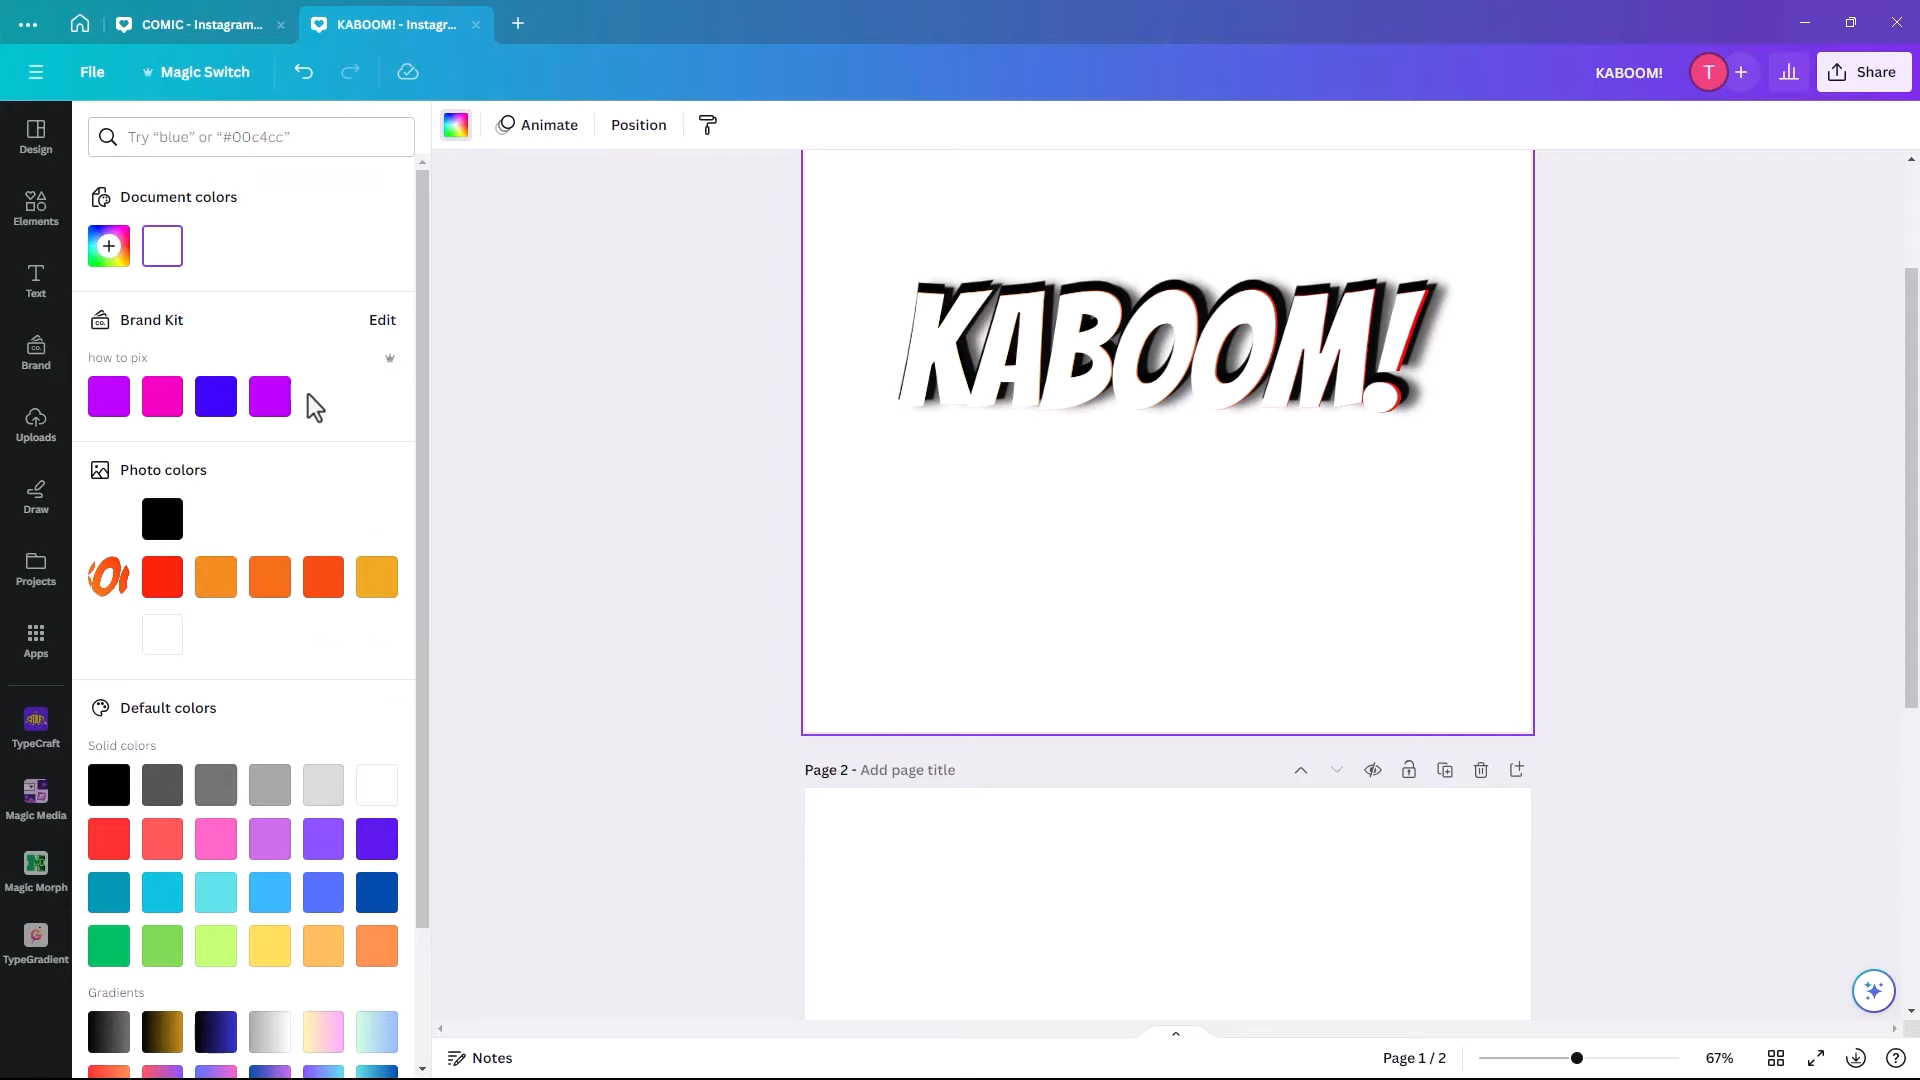 COMIC - Instagram...
KABOOM! - Instagr...
File
Magic Switch
KABOOM!
T
Share
Design
Elements
Text
Brand
Uploads
Draw
Projects
Apps
TypeCraft
Magic Media
Magic Morph
TypeGradient
Try “blue” or “#00c4cc”
Document colors
Brand Kit
Edit
how to pix
Photo colors
Default colors
Solid colors
Gradients
Animate
Position
KABOOM!
Page 2 - Add page title
Notes
Page 1 / 2
67%